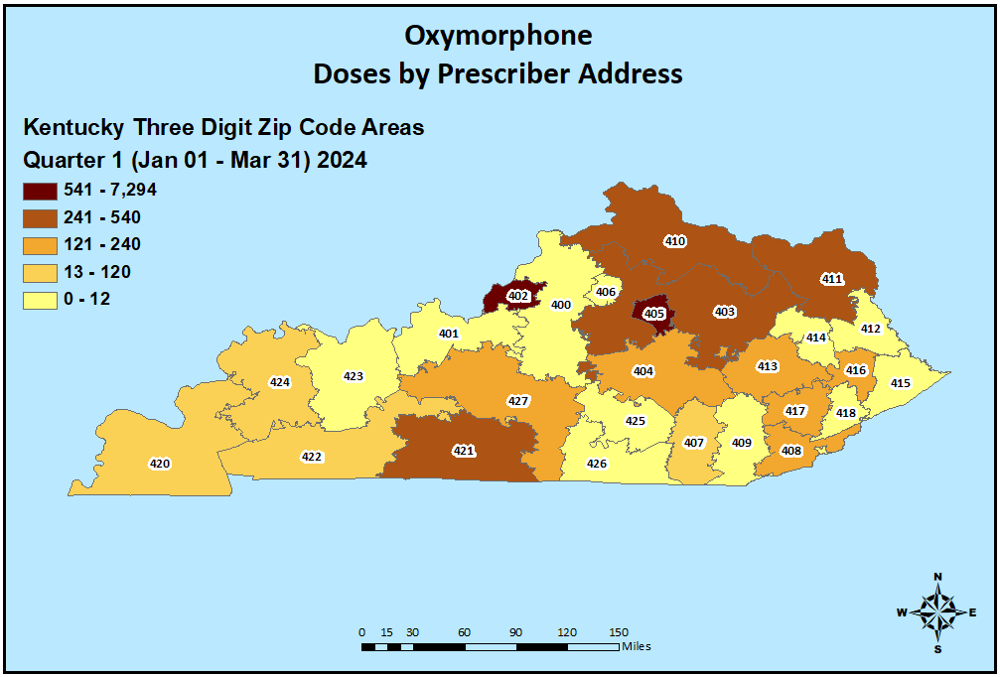 Oxymorphone
Doses by Prescriber Address
Kentucky Three Digit Zip Code Areas
Quarter 1 (Jan 01 - Mar 31) 2024
541 - 7,294
241 - 540
121 - 240
13 - 120
0 - 12
410
411
402
406
400
405
403
412
401
414
413
416
404
423
424
415
427
417
418
425
407
409
421
408
422
426
420
N
W E
S
0 15 30 60 90 120 150
Miles